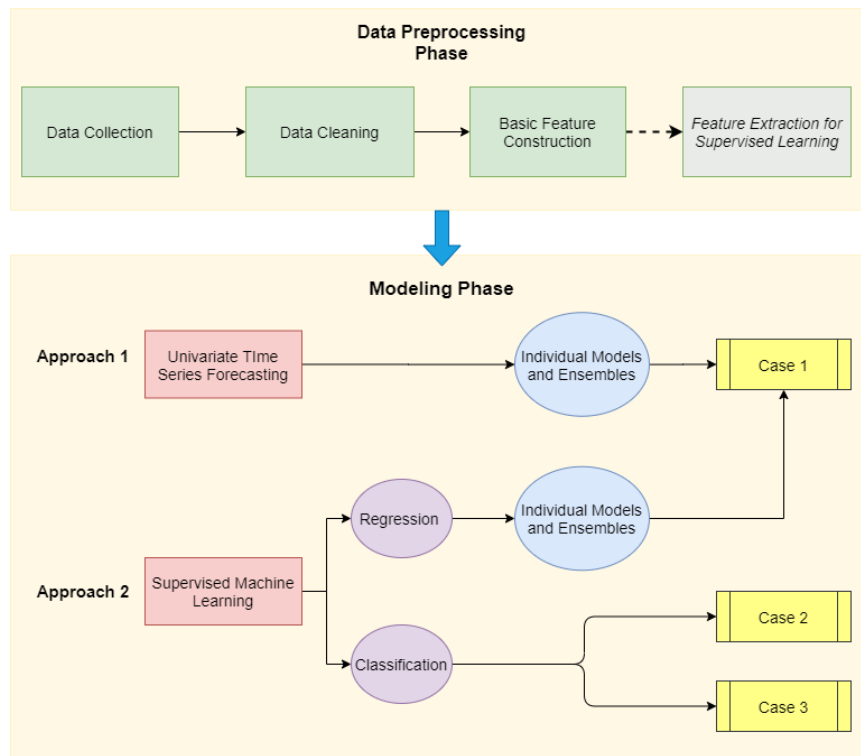 Data Preprocessing
Phase
Data Collection
Data Cleaning
Basic Feature
Construction
Feature Extraction for
Supervised Learning
Modeling Phase
Approach 1
Univariate TIme
Series Forecasting
Individual Models
and Ensembles
Case 1
Regression
Individual Models
and Ensembles
Approach 2
Supervised Machine
Learning
Case 2
Classification
Case 3